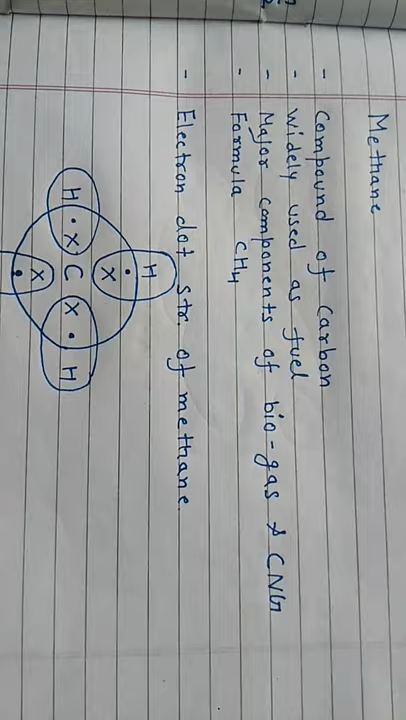 Methane
- Compound of Carbon
- Widely used as fuel
- Major components of bio-gas & CNG
- Formula CH4
- Electron dot str. of methane.
H
H · X C X · H
X